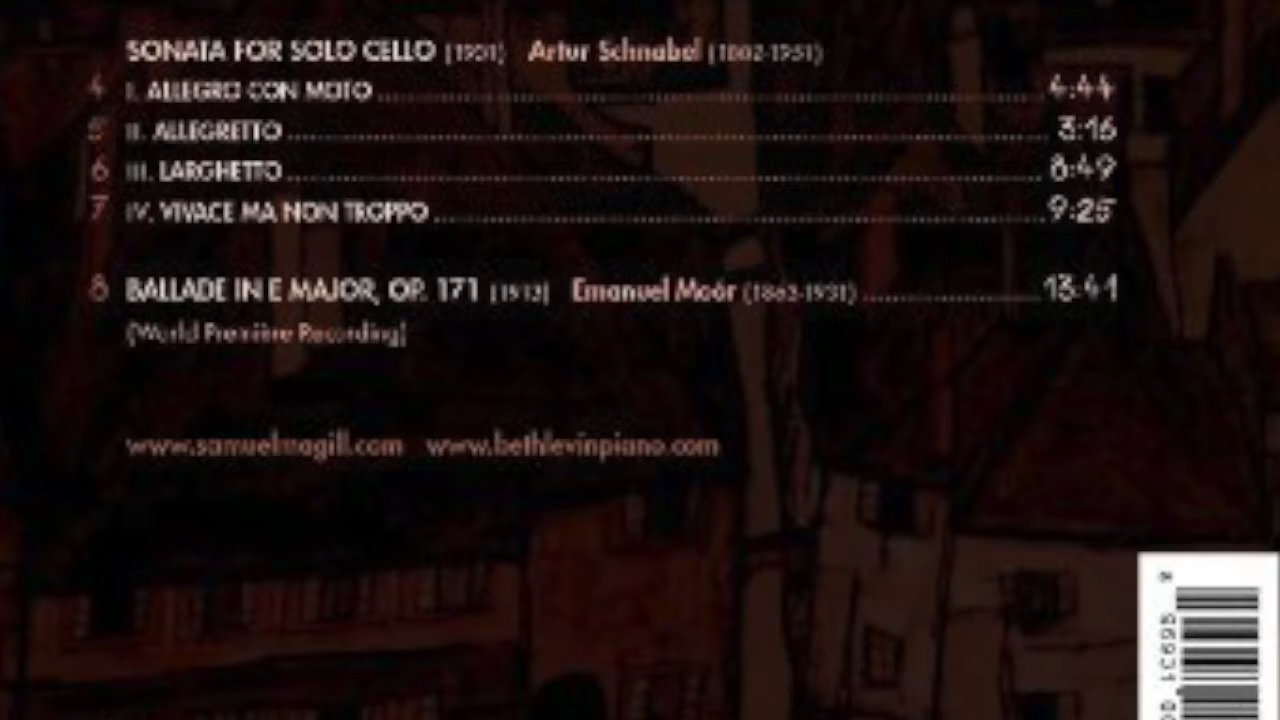 SONATA FOR SOLO CELLO (1931) Artur Schnabel (1882-1951)
4 I. ALLEGRO CON MOTO 4:44
5 II. ALLEGRETTO 3:16
6 III. LARGHETTO 8:49
7 IV. VIVACE MA NON TROPPO 9:25
8 BALLADE IN E MAJOR, OP. 171 (1913) Emanuel Moór (1863-1931) 13:41
(World Première Recording)
www.samuelmagill.com www.bethlevinpiano.com